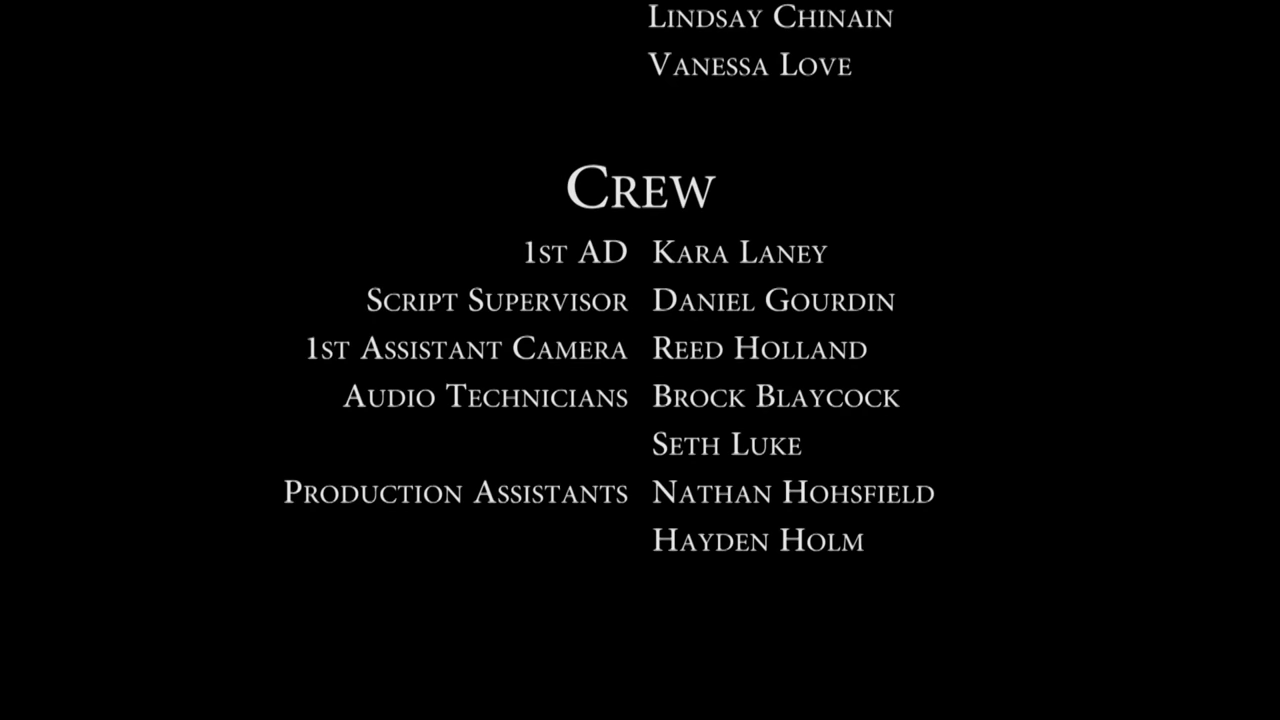 Lindsay Chinain
Vanessa Love
Crew
1st AD Kara Laney
Script Supervisor Daniel Gourdin
1st Assistant Camera Reed Holland
Audio Technicians Brock Blaycock
Seth Luke
Production Assistants Nathan Hohsfield
Hayden Holm